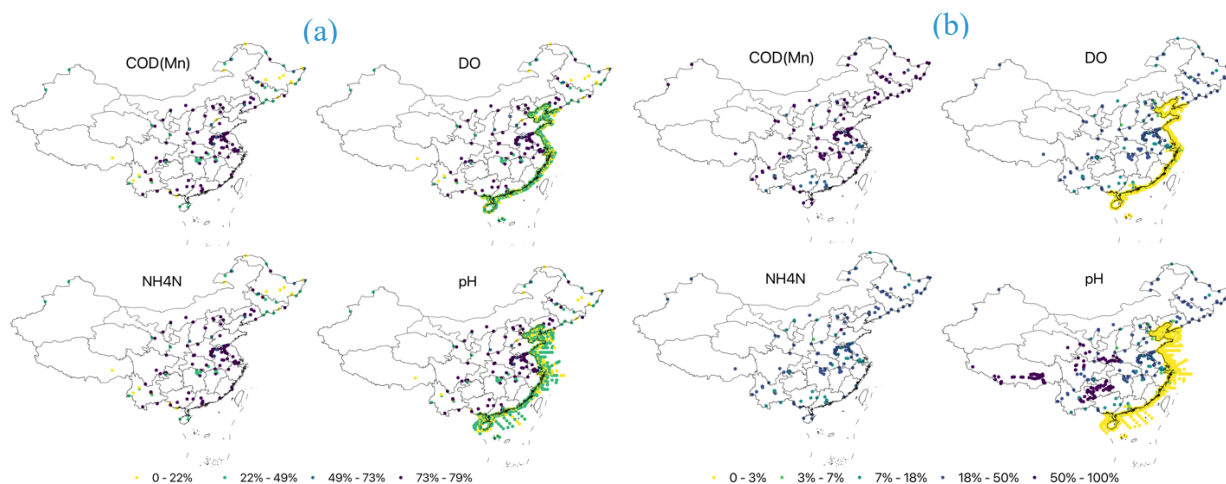 (a)
(b)
COD(Mn)
DO
COD(Mn)
DO
NH4N
pH
NH4N
pH
0 - 22% 22% - 49% 49% - 73% 73% - 79%
0 - 3% 3% - 7% 7% - 18% 18% - 50% 50% - 100%